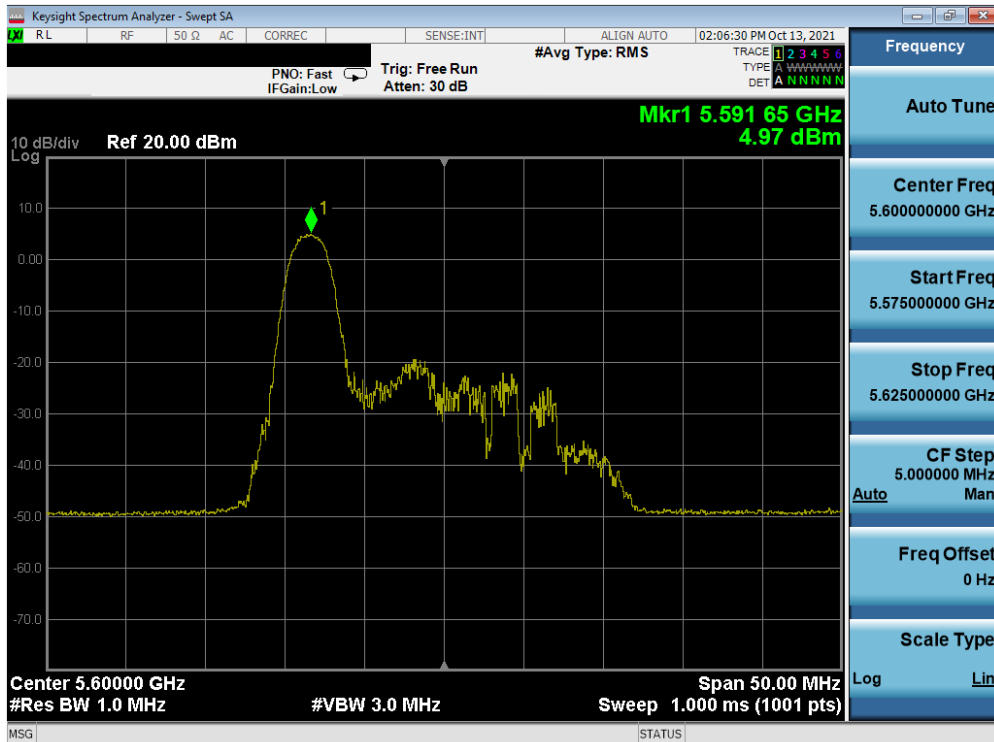 Keysight Spectrum Analyzer - Swept SA
LXI RL RF 50 Ω AC CORREC SENSE:INT ALIGN AUTO 02:06:30 PM Oct 13, 2021
#Avg Type: RMS TRACE 1 2 3 4 5 6
PNO: Fast Trig: Free Run TYPE A WWWWW
IFGain:Low Atten: 30 dB DET A N N N N N
Mkr1 5.591 65 GHz
4.97 dBm
10 dB/div Ref 20.00 dBm
Log
1
10.0
0.00
-10.0
-20.0
-30.0
-40.0
-50.0
-60.0
-70.0
Center 5.60000 GHz Span 50.00 MHz
#Res BW 1.0 MHz #VBW 3.0 MHz Sweep 1.000 ms (1001 pts)
MSG STATUS
Frequency
Auto Tune
Center Freq
5.600000000 GHz
Start Freq
5.575000000 GHz
Stop Freq
5.625000000 GHz
CF Step
5.000000 MHz
Auto Man
Freq Offset
0 Hz
Scale Type
Log Lin